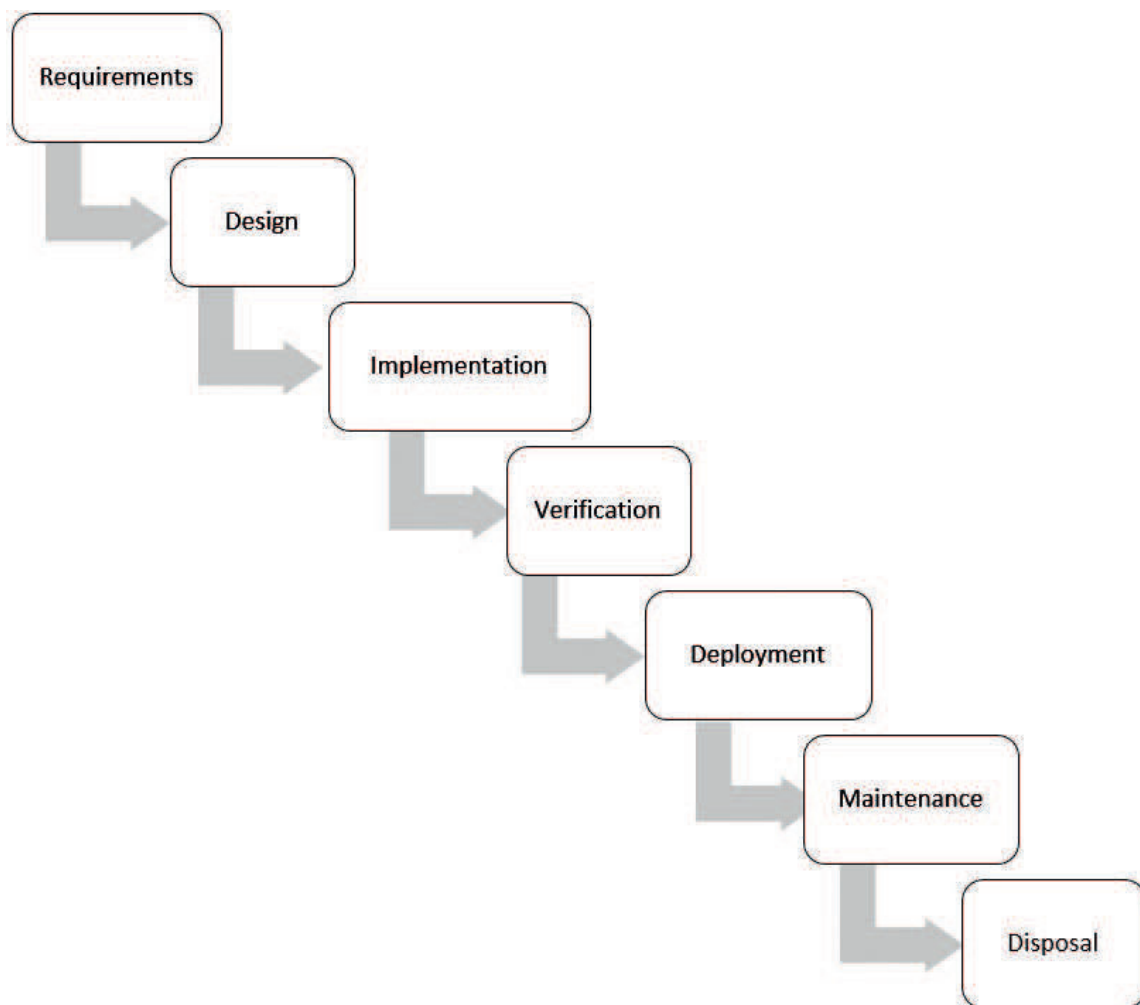 Requirements
Design
Implementation
Verification
Deployment
Maintenance
Disposal